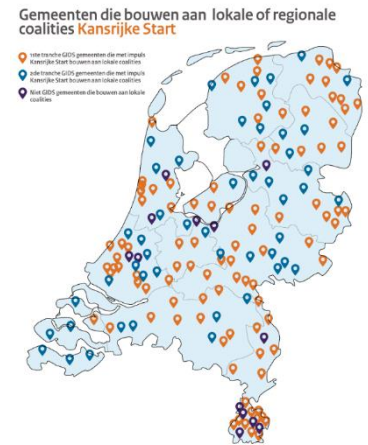 Gemeenten die bouwen aan lokale of regionale
coalities Kansrijke Start
1ste tranche GIDS gemeenten die met impuls
Kansrijke Start bouwen aan lokale coalities
2de tranche GIDS gemeenten die met impuls
Kansrijke Start bouwen aan lokale coalities
Niet GIDS gemeenten die bouwen aan lokale
coalities